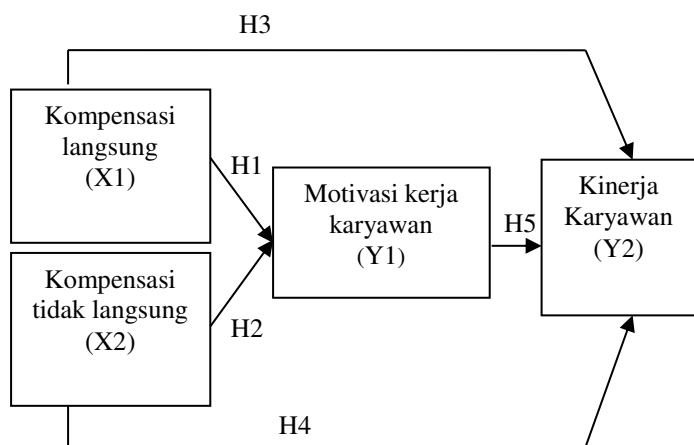 H3
Kompensasi
langsung
(X1)
H1
Motivasi kerja
karyawan
(Y1)
H5
Kinerja
Karyawan
(Y2)
Kompensasi
tidak langsung
(X2)
H2
H4